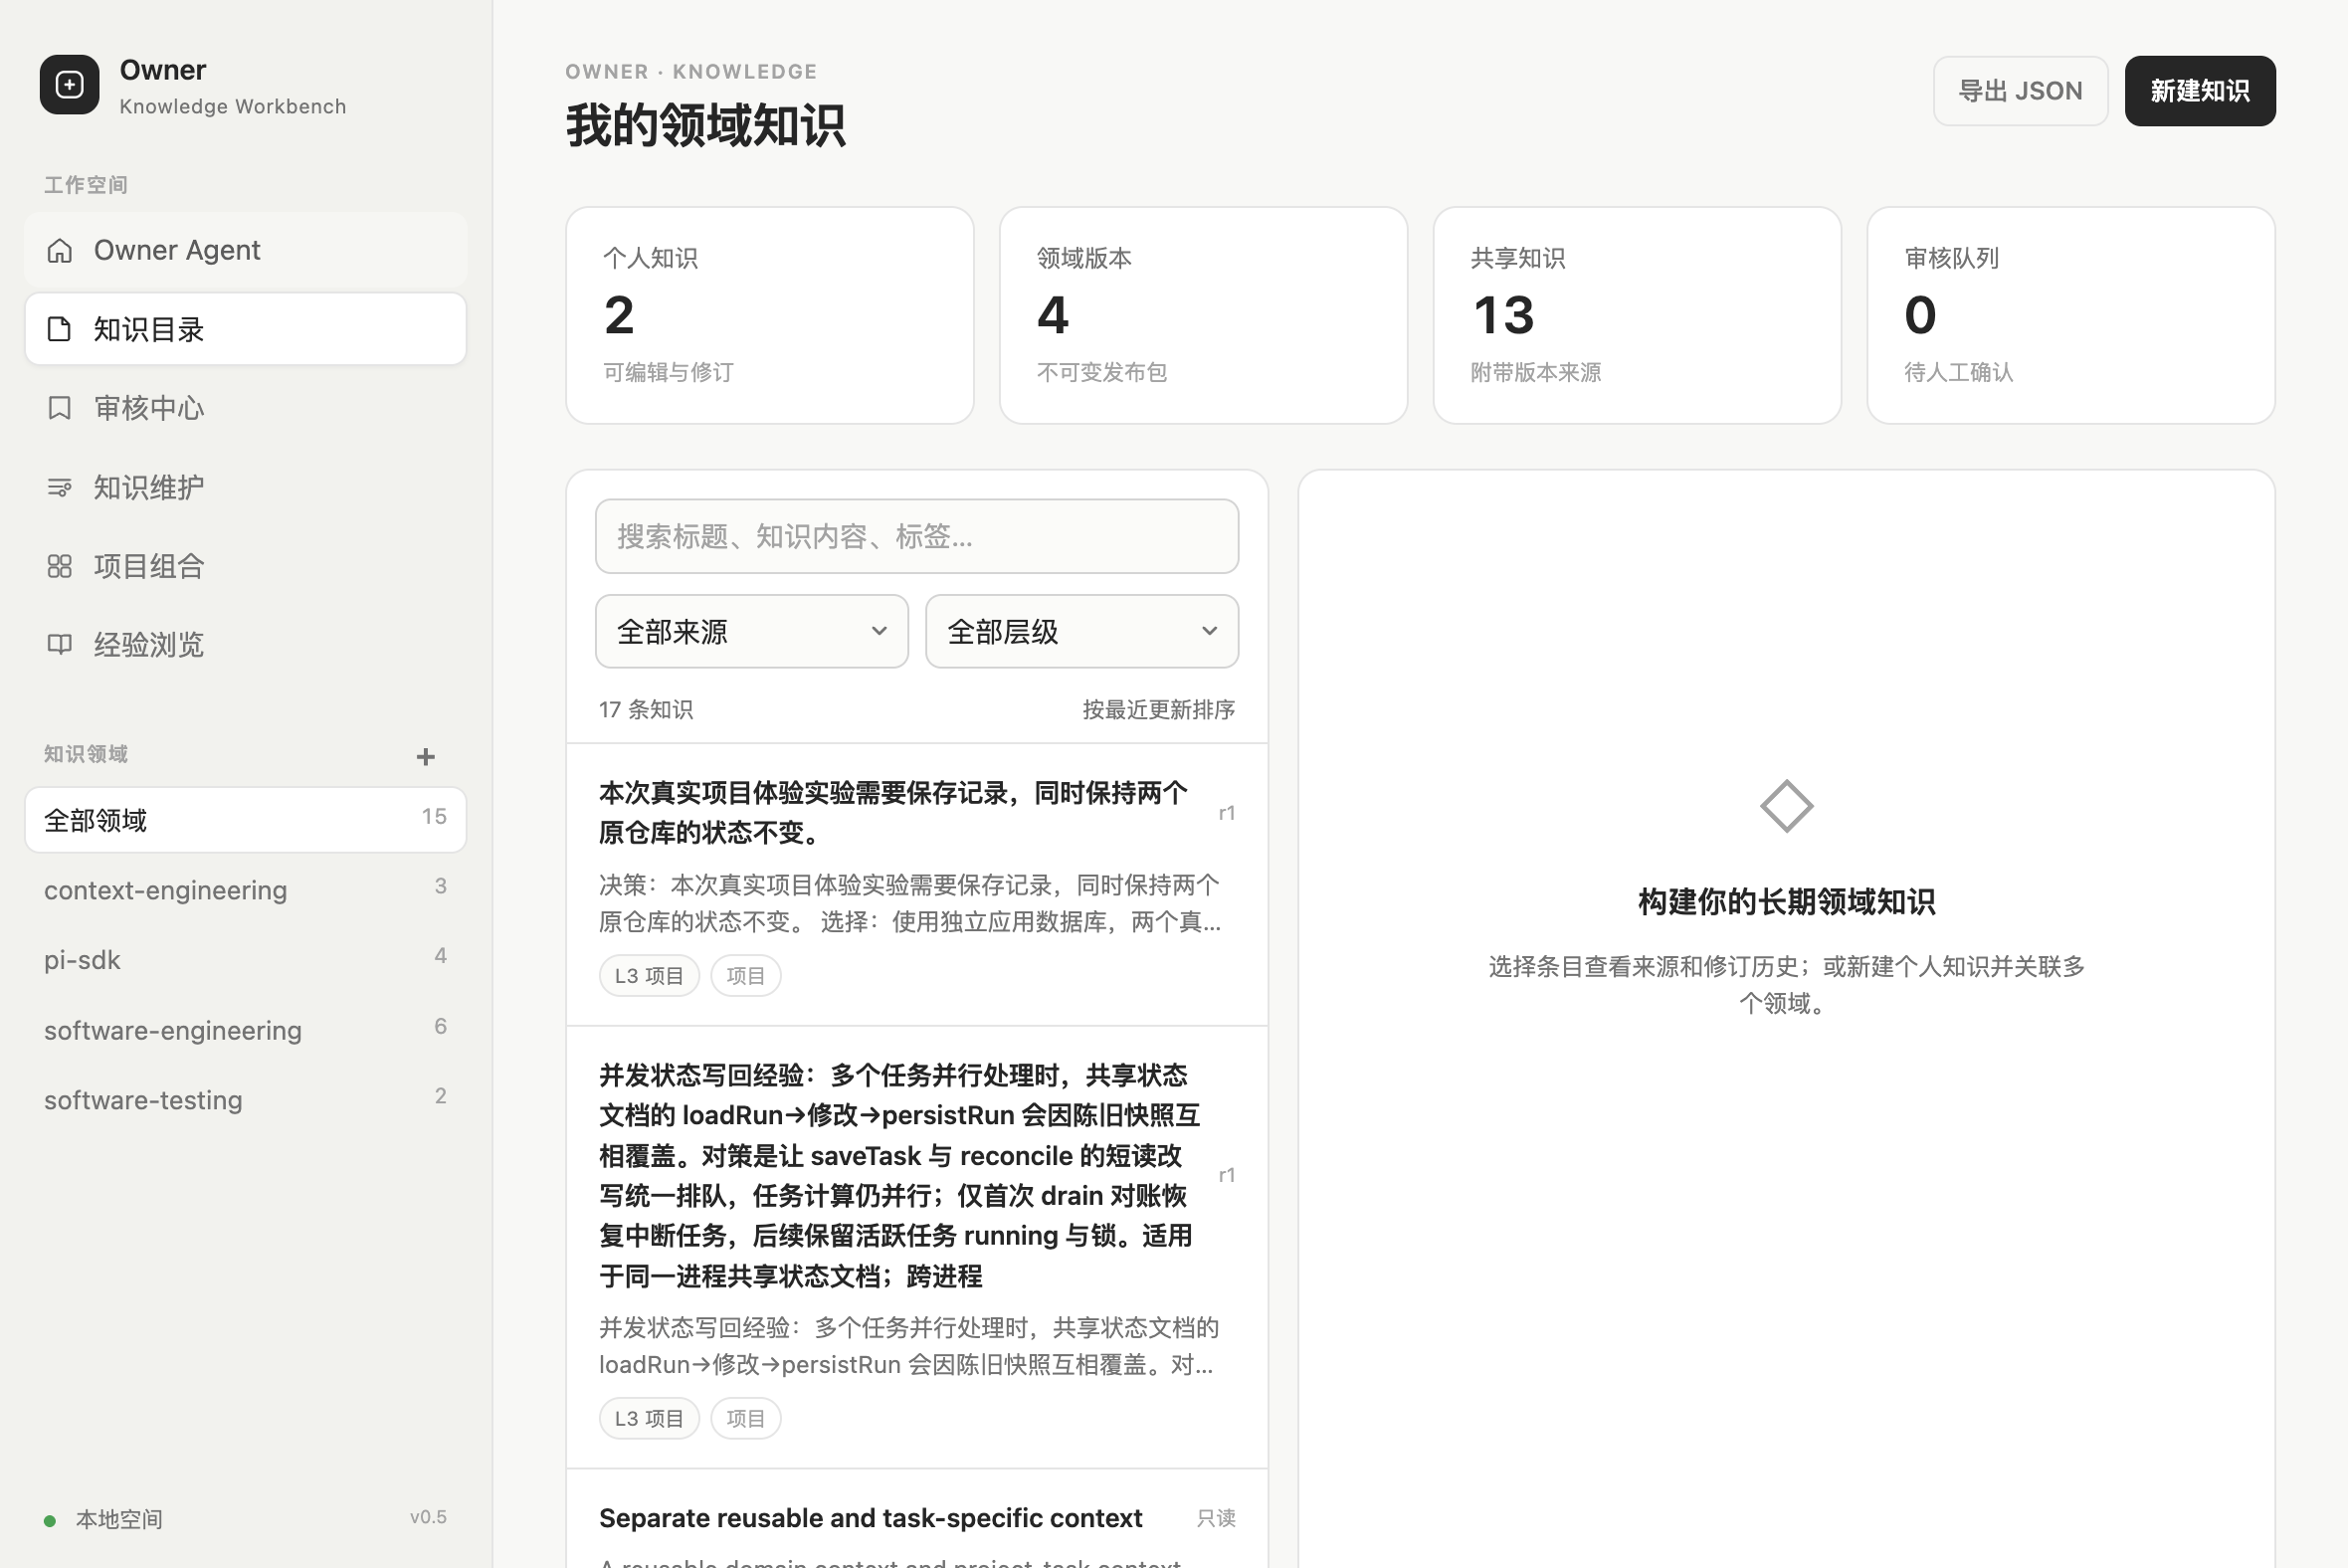 Owner
Knowledge Workbench
工作空间
Owner Agent
知识目录
审核中心
知识维护
项目组合
经验浏览
知识领域
+
全部领域 15
context-engineering 3
pi-sdk 4
software-engineering 6
software-testing 2
本地空间 v0.5
OWNER · KNOWLEDGE
我的领域知识
导出 JSON
新建知识
个人知识
2
可编辑与修订
领域版本
4
不可变发布包
共享知识
13
附带版本来源
审核队列
0
待人工确认
搜索标题、知识内容、标签...
全部来源
全部层级
17 条知识
按最近更新排序
本次真实项目体验实验需要保存记录，同时保持两个
原仓库的状态不变。
r1
决策：本次真实项目体验实验需要保存记录，同时保持两个
原仓库的状态不变。 选择：使用独立应用数据库，两个真...
L3 项目
项目
并发状态写回经验：多个任务并行处理时，共享状态
文档的 loadRun→修改→persistRun 会因陈旧快照互
相覆盖。对策是让 saveTask 与 reconcile 的短读改
写统一排队，任务计算仍并行；仅首次 drain 对账恢
复中断任务，后续保留活跃任务 running 与锁。适用
于同一进程共享状态文档；跨进程
r1
并发状态写回经验：多个任务并行处理时，共享状态文档的
loadRun→修改→persistRun 会因陈旧快照互相覆盖。对...
L3 项目
项目
Separate reusable and task-specific context
只读
A reusable domain context and project-task context
构建你的长期领域知识
选择条目查看来源和修订历史；或新建个人知识并关联多
个领域。